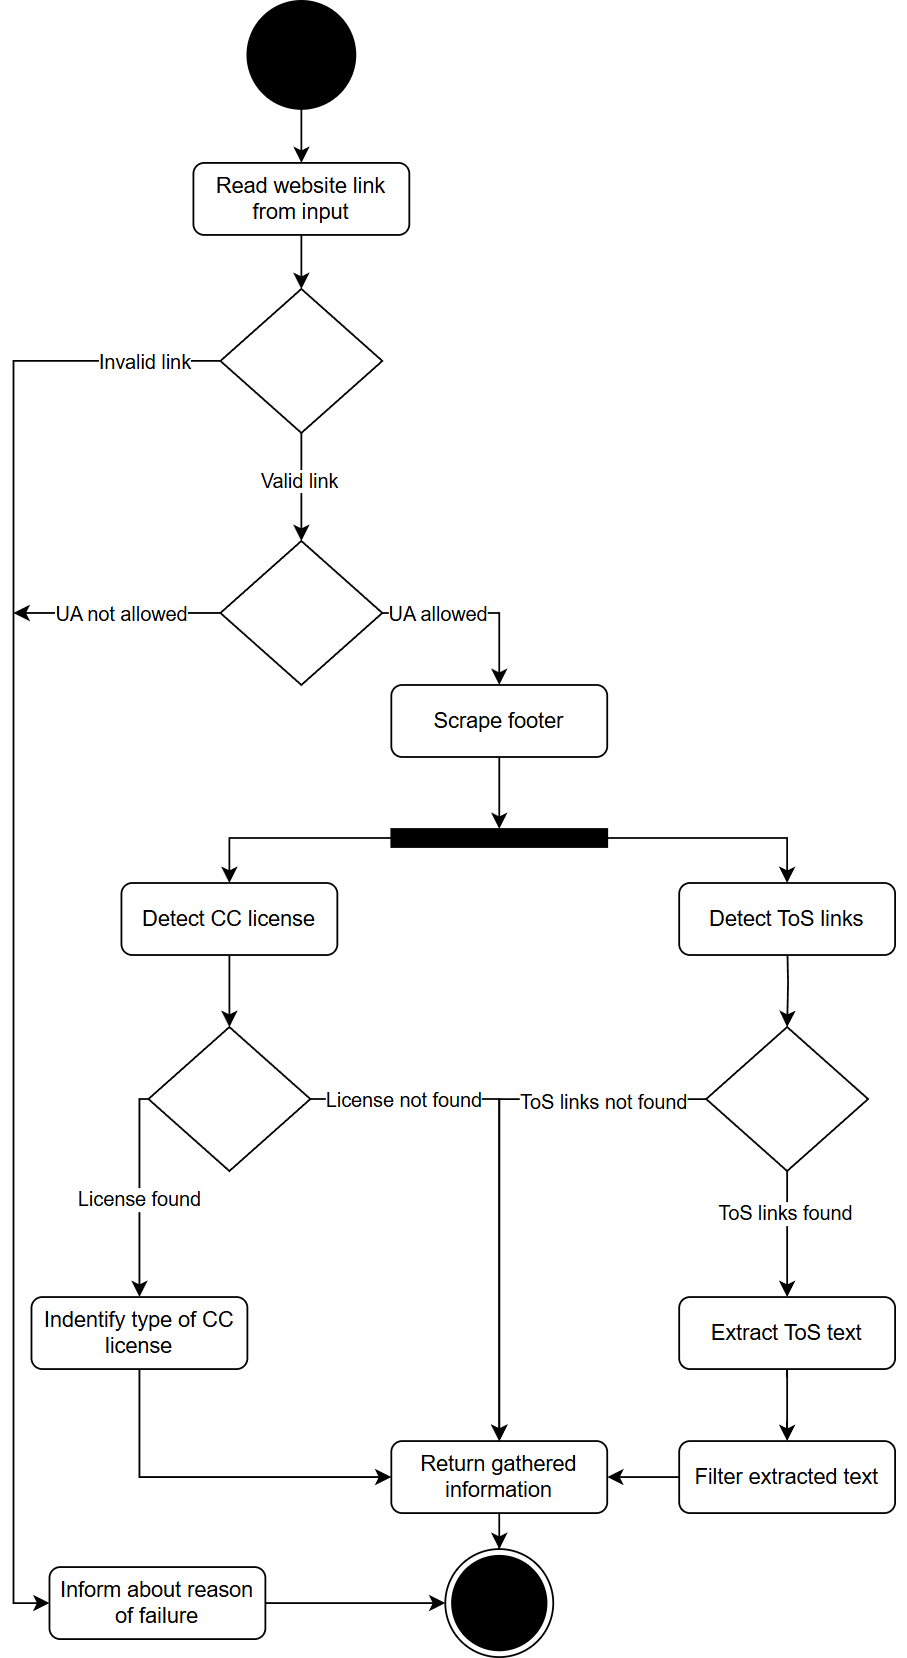 Read website link
from input
Invalid link
Valid link
UA not allowed
UA allowed
Scrape footer
Detect CC license
Detect ToS links
License not found
ToS links not found
License found
ToS links found
Indentify type of CC
license
Extract ToS text
Return gathered
information
Filter extracted text
Inform about reason
of failure